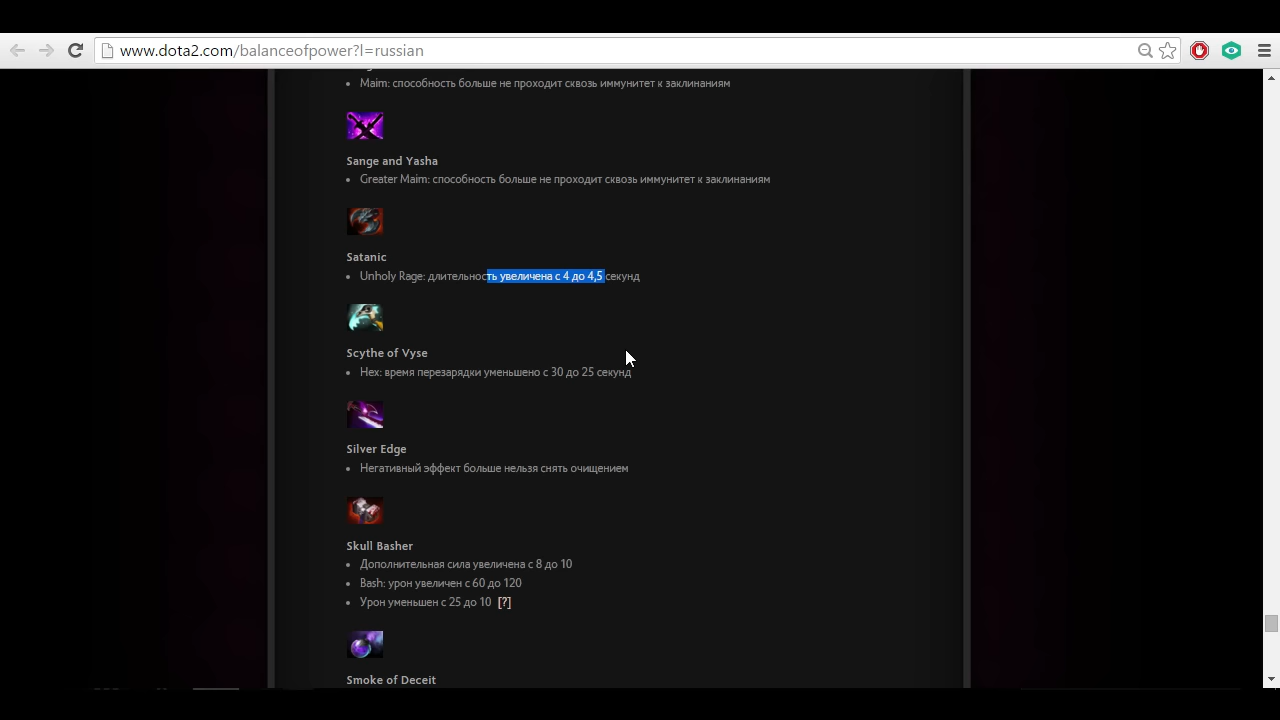 www.dota2.com/balanceofpower?l=russian
Maim: способность больше не проходит сквозь иммунитет к заклинаниям
Sange and Yasha
Greater Maim: способность больше не проходит сквозь иммунитет к заклинаниям
Satanic
Unholy Rage: длительность увеличена с 4 до 4,5 секунд
Scythe of Vyse
Hex: время перезарядки уменьшено с 30 до 25 секунд
Silver Edge
Негативный эффект больше нельзя снять очищением
Skull Basher
Дополнительная сила увеличена с 8 до 10
Bash: урон увеличен с 60 до 120
Урон уменьшен с 25 до 10 [?]
Smoke of Deceit